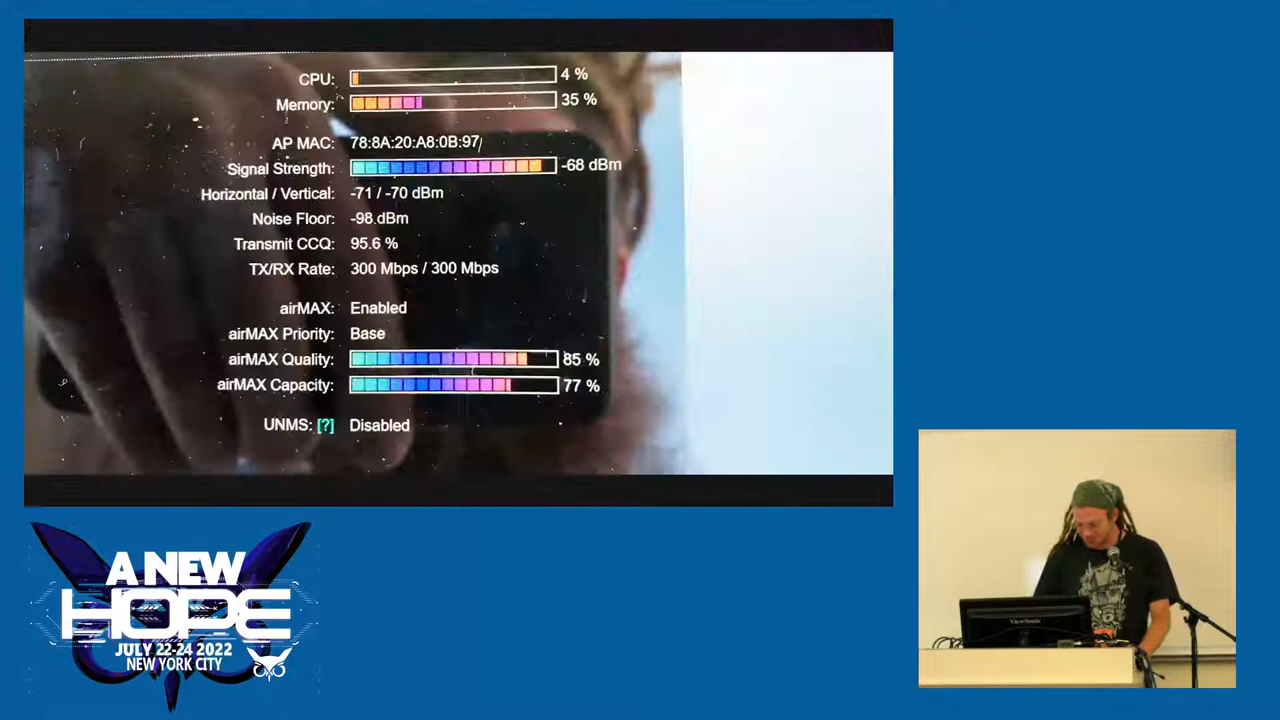 CPU: 4 %
Memory: 35 %
AP MAC: 78:8A:20:A8:0B:97
Signal Strength: -68 dBm
Horizontal / Vertical: -71 / -70 dBm
Noise Floor: -98 dBm
Transmit CCQ: 95.6 %
TX/RX Rate: 300 Mbps / 300 Mbps
airMAX: Enabled
airMAX Priority: Base
airMAX Quality: 85 %
airMAX Capacity: 77 %
UNMS: [?] Disabled
A NEW
HOPE
JULY 22-24 2022
NEW YORK CITY
ViewSonic